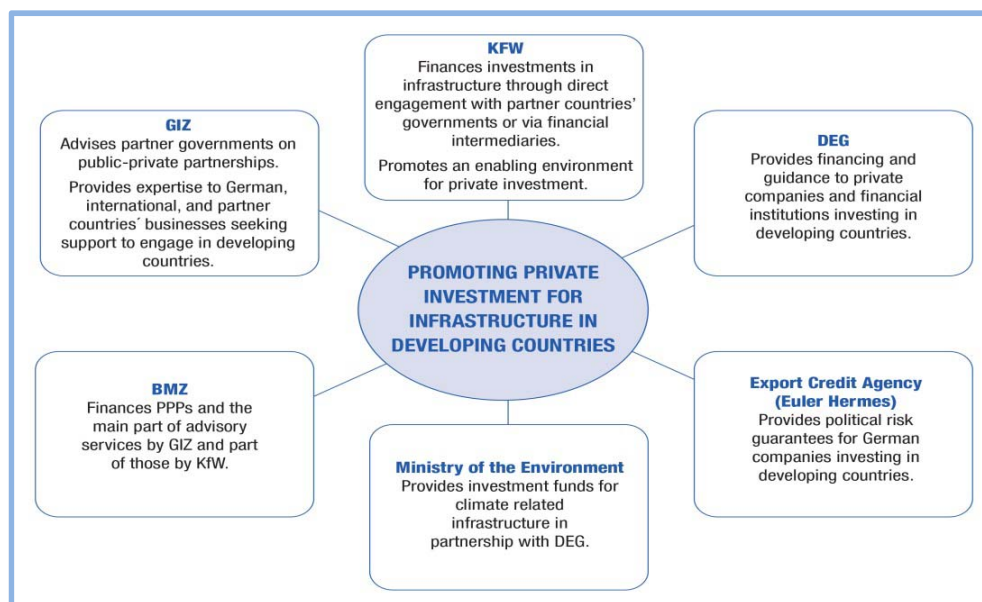 KFW
Finances investments in
infrastructure through direct
engagement with partner countries'
governments or via financial
intermediaries.
Promotes an enabling environment
for private investment.
GIZ
Advises partner governments on
public-private partnerships.
Provides expertise to German,
international, and partner
countries´ businesses seeking
support to engage in developing
countries.
DEG
Provides financing and
guidance to private
companies and financial
institutions investing in
developing countries.
PROMOTING PRIVATE
INVESTMENT FOR
INFRASTRUCTURE IN
DEVELOPING COUNTRIES
BMZ
Finances PPPs and the
main part of advisory
services by GIZ and part
of those by KfW.
Ministry of the Environment
Provides investment funds for
climate related
infrastructure in
partnership with DEG.
Export Credit Agency
(Euler Hermes)
Provides political risk
guarantees for German
companies investing in
developing countries.